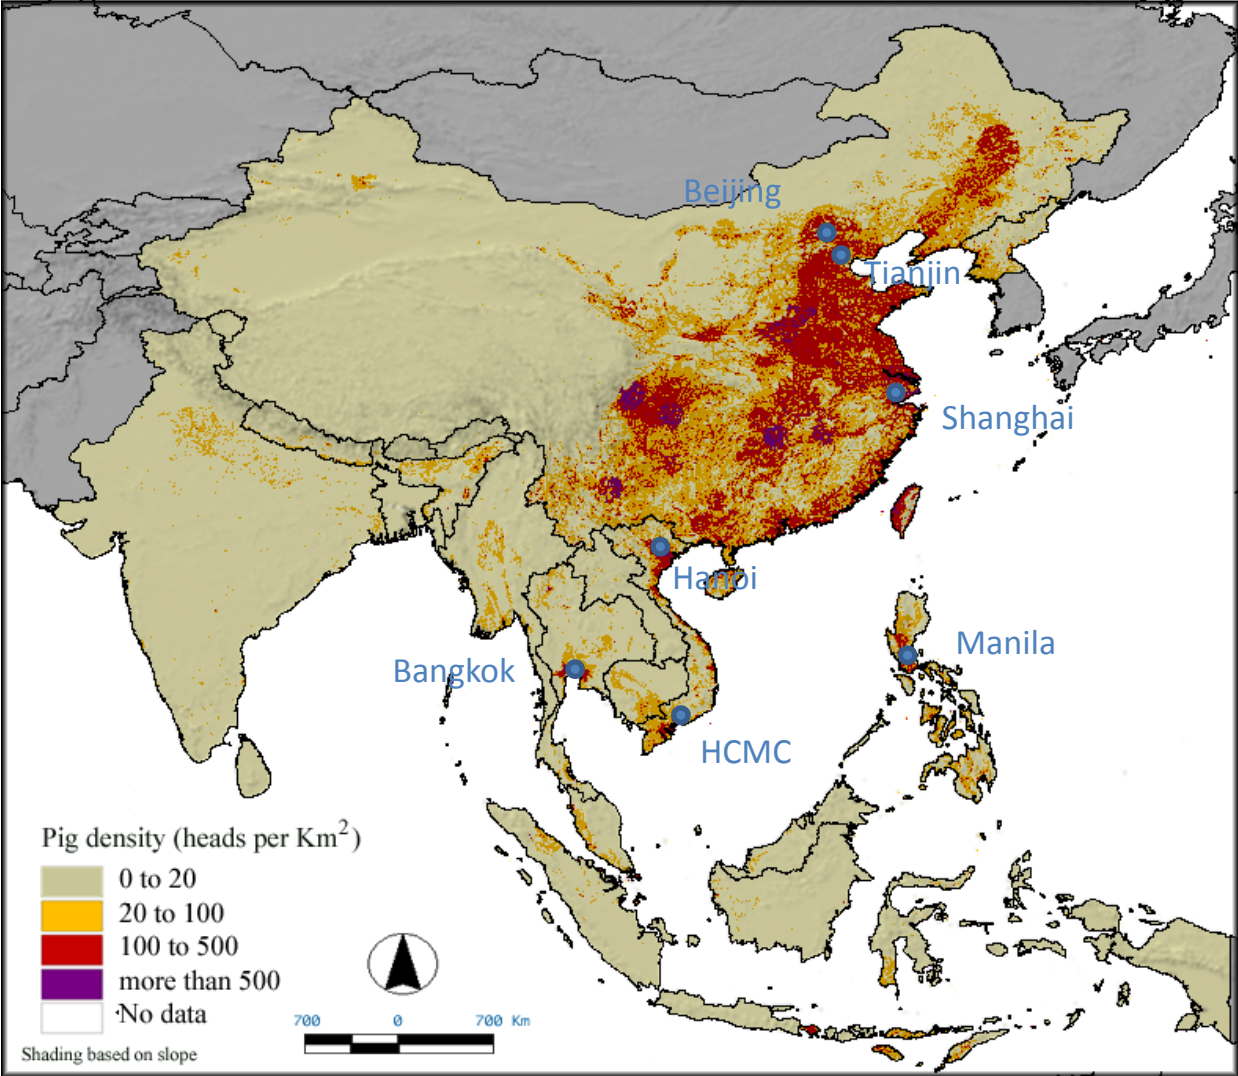 Beijing
Tianjin
Shanghai
Hanoi
Manila
Bangkok
HCMC
Pig density (heads per Km²)
0 to 20
20 to 100
100 to 500
more than 500
No data
Shading based on slope
700 0 700 Km